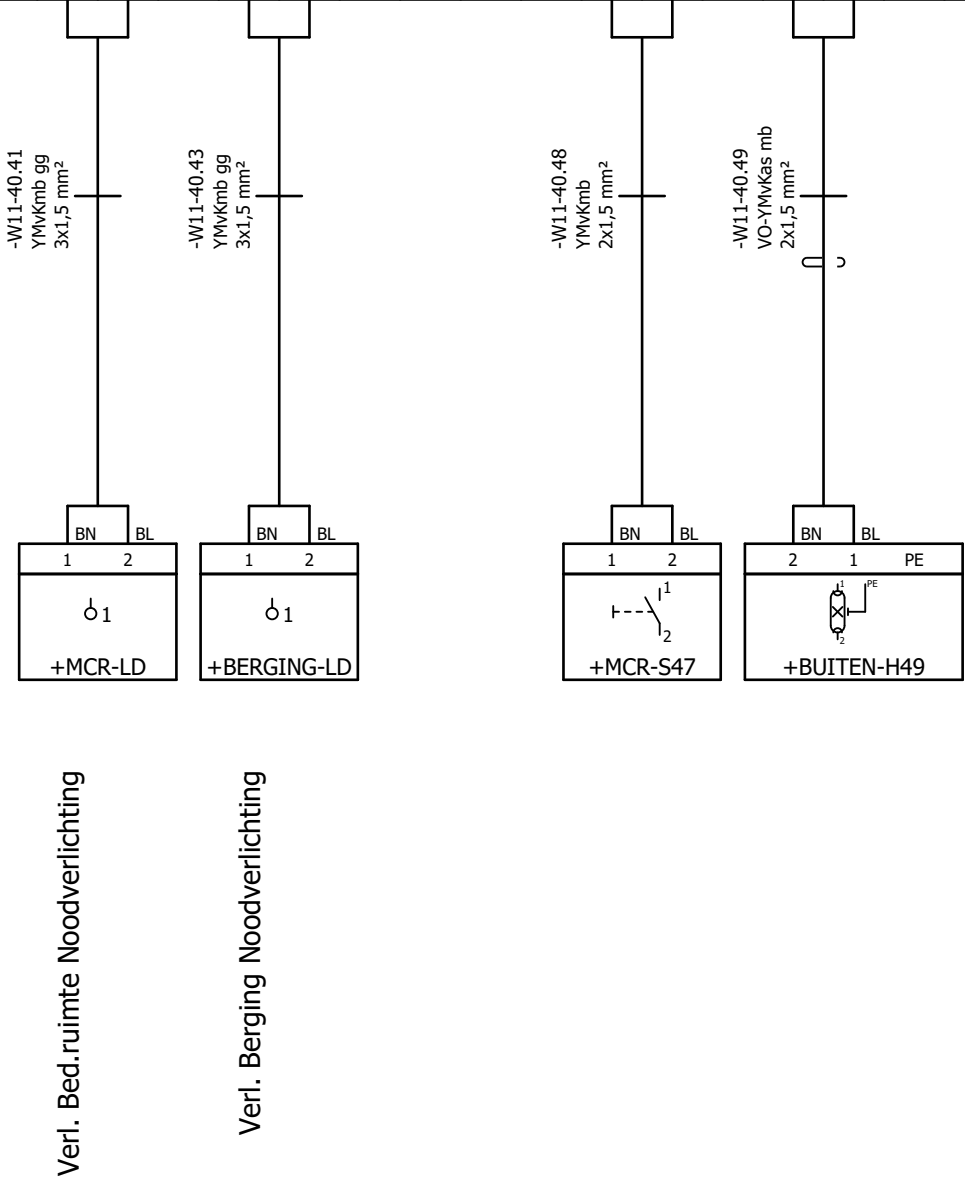 -W11-40.41
YMvKmb gg
3x1,5 mm²
-W11-40.43
YMvKmb gg
3x1,5 mm²
-W11-40.48
YMvKmb
2x1,5 mm²
-W11-40.49
VO-YMvKas mb
2x1,5 mm²
BN BL
1 2
1
+MCR-LD
BN BL
1 2
1
+BERGING-LD
BN BL
1 2
1
2
+MCR-S47
BN BL
2 1 PE
1 PE
2
+BUITEN-H49
Verl. Bed.ruimte Noodverlichting
Verl. Berging Noodverlichting